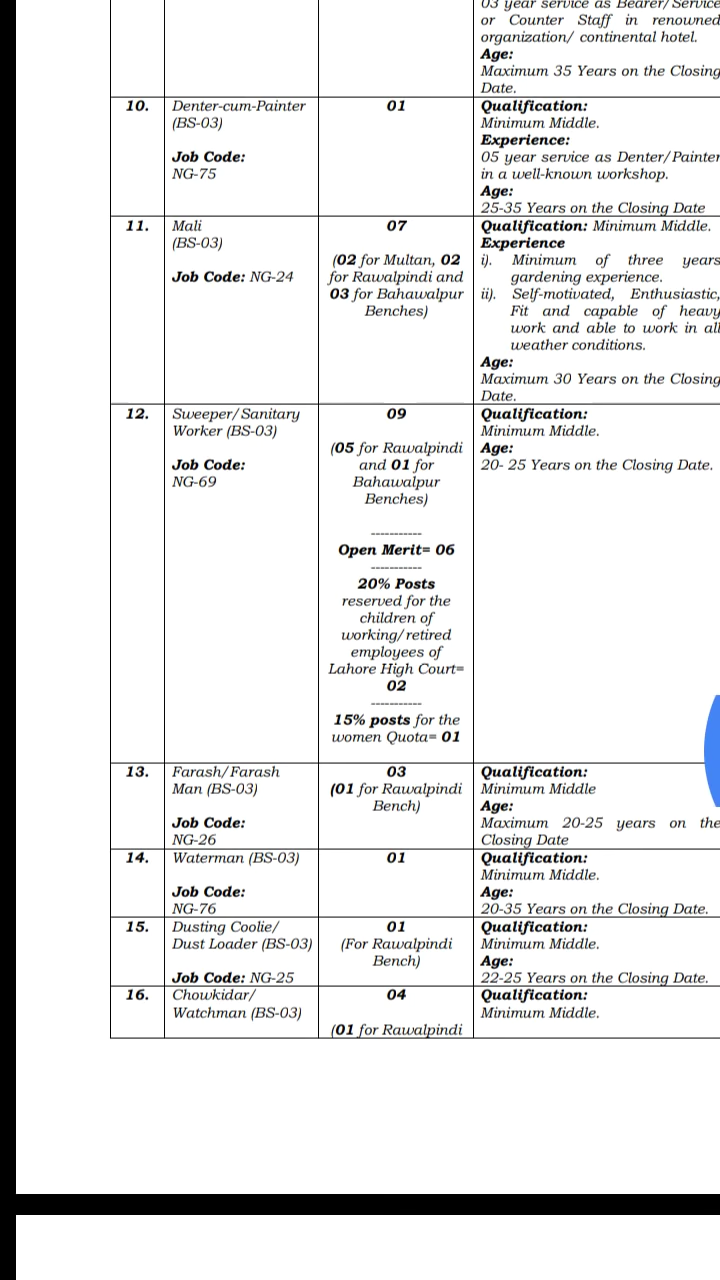 03 year service as Bearer/Service
or Counter Staff in renowned
organization/ continental hotel.
Age:
Maximum 35 Years on the Closing
Date.
10.
Denter-cum-Painter
(BS-03)
Job Code:
NG-75
01
Qualification:
Minimum Middle.
Experience:
05 year service as Denter/Painter
in a well-known workshop.
Age:
25-35 Years on the Closing Date
11.
Mali
(BS-03)
Job Code: NG-24
07
(02 for Multan, 02
for Rawalpindi and
03 for Bahawalpur
Benches)
Qualification: Minimum Middle.
Experience
i). Minimum of three years
gardening experience.
ii). Self-motivated, Enthusiastic,
Fit and capable of heavy
work and able to work in all
weather conditions.
Age:
Maximum 30 Years on the Closing
Date.
12.
Sweeper/Sanitary
Worker (BS-03)
Job Code:
NG-69
09
(05 for Rawalpindi
and 01 for
Bahawalpur
Benches)
-----------
Open Merit= 06
-----------
20% Posts
reserved for the
children of
working/retired
employees of
Lahore High Court=
02
-----------
15% posts for the
women Quota= 01
Qualification:
Minimum Middle.
Age:
20- 25 Years on the Closing Date.
13.
Farash/Farash
Man (BS-03)
Job Code:
NG-26
03
(01 for Rawalpindi
Bench)
Qualification:
Minimum Middle
Age:
Maximum 20-25 years on the
Closing Date
14.
Waterman (BS-03)
Job Code:
NG-76
01
Qualification:
Minimum Middle.
Age:
20-35 Years on the Closing Date.
15.
Dusting Coolie/
Dust Loader (BS-03)
Job Code: NG-25
01
(For Rawalpindi
Bench)
Qualification:
Minimum Middle.
Age:
22-25 Years on the Closing Date.
16.
Chowkidar/
Watchman (BS-03)
04
(01 for Rawalpindi
Qualification:
Minimum Middle.